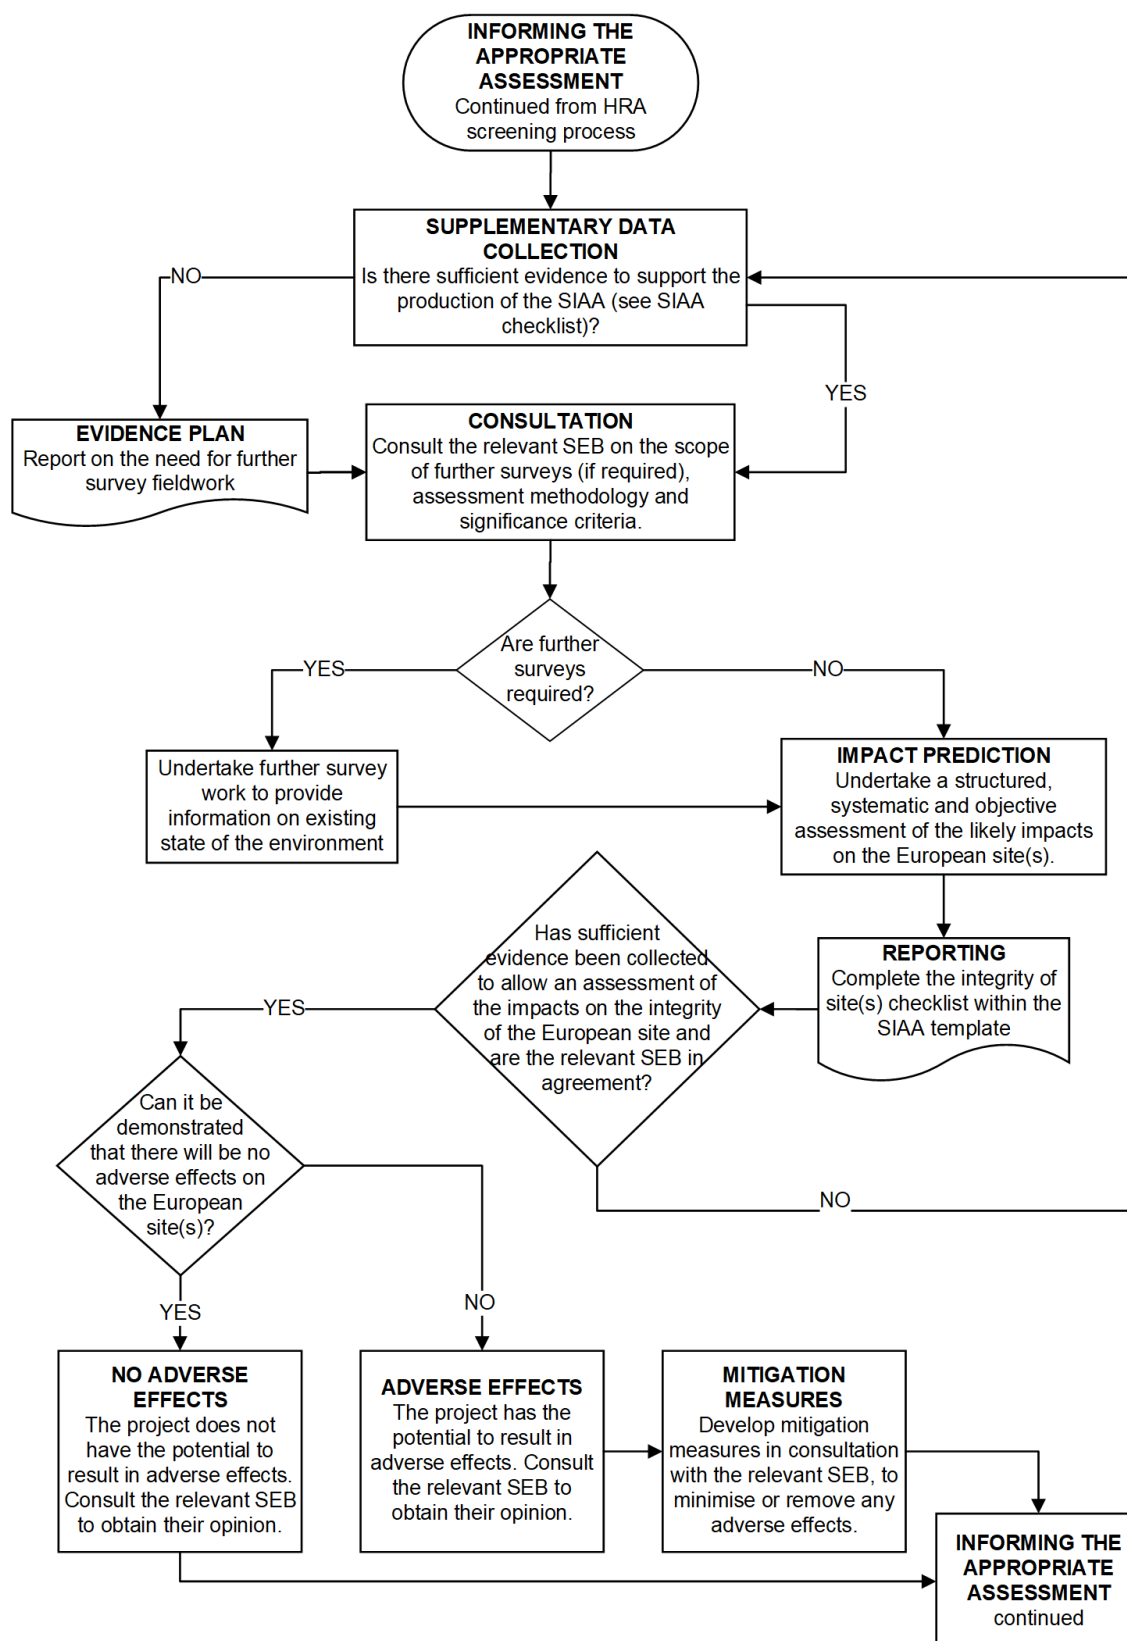 INFORMING THE
APPROPRIATE
ASSESSMENT
Continued from HRA
screening process
SUPPLEMENTARY DATA
COLLECTION
Is there sufficient evidence to support the
production of the SIAA (see SIAA
checklist)?
NO
YES
EVIDENCE PLAN
Report on the need for further
survey fieldwork
CONSULTATION
Consult the relevant SEB on the scope
of further surveys (if required),
assessment methodology and
significance criteria.
Are further
surveys
required?
YES
NO
Undertake further survey
work to provide
information on existing
state of the environment
IMPACT PREDICTION
Undertake a structured,
systematic and objective
assessment of the likely impacts
on the European site(s).
REPORTING
Complete the integrity of
site(s) checklist within the
SIAA template
Has sufficient
evidence been collected
to allow an assessment of
the impacts on the integrity
of the European site and
are the relevant SEB in
agreement?
YES
NO
Can it be
demonstrated
that there will be no
adverse effects on
the European
site(s)?
YES
NO
NO ADVERSE
EFFECTS
The project does not
have the potential to
result in adverse effects.
Consult the relevant SEB
to obtain their opinion.
ADVERSE EFFECTS
The project has the
potential to result in
adverse effects. Consult
the relevant SEB to
obtain their opinion.
MITIGATION
MEASURES
Develop mitigation
measures in consultation
with the relevant SEB, to
minimise or remove any
adverse effects.
INFORMING THE
APPROPRIATE
ASSESSMENT
continued